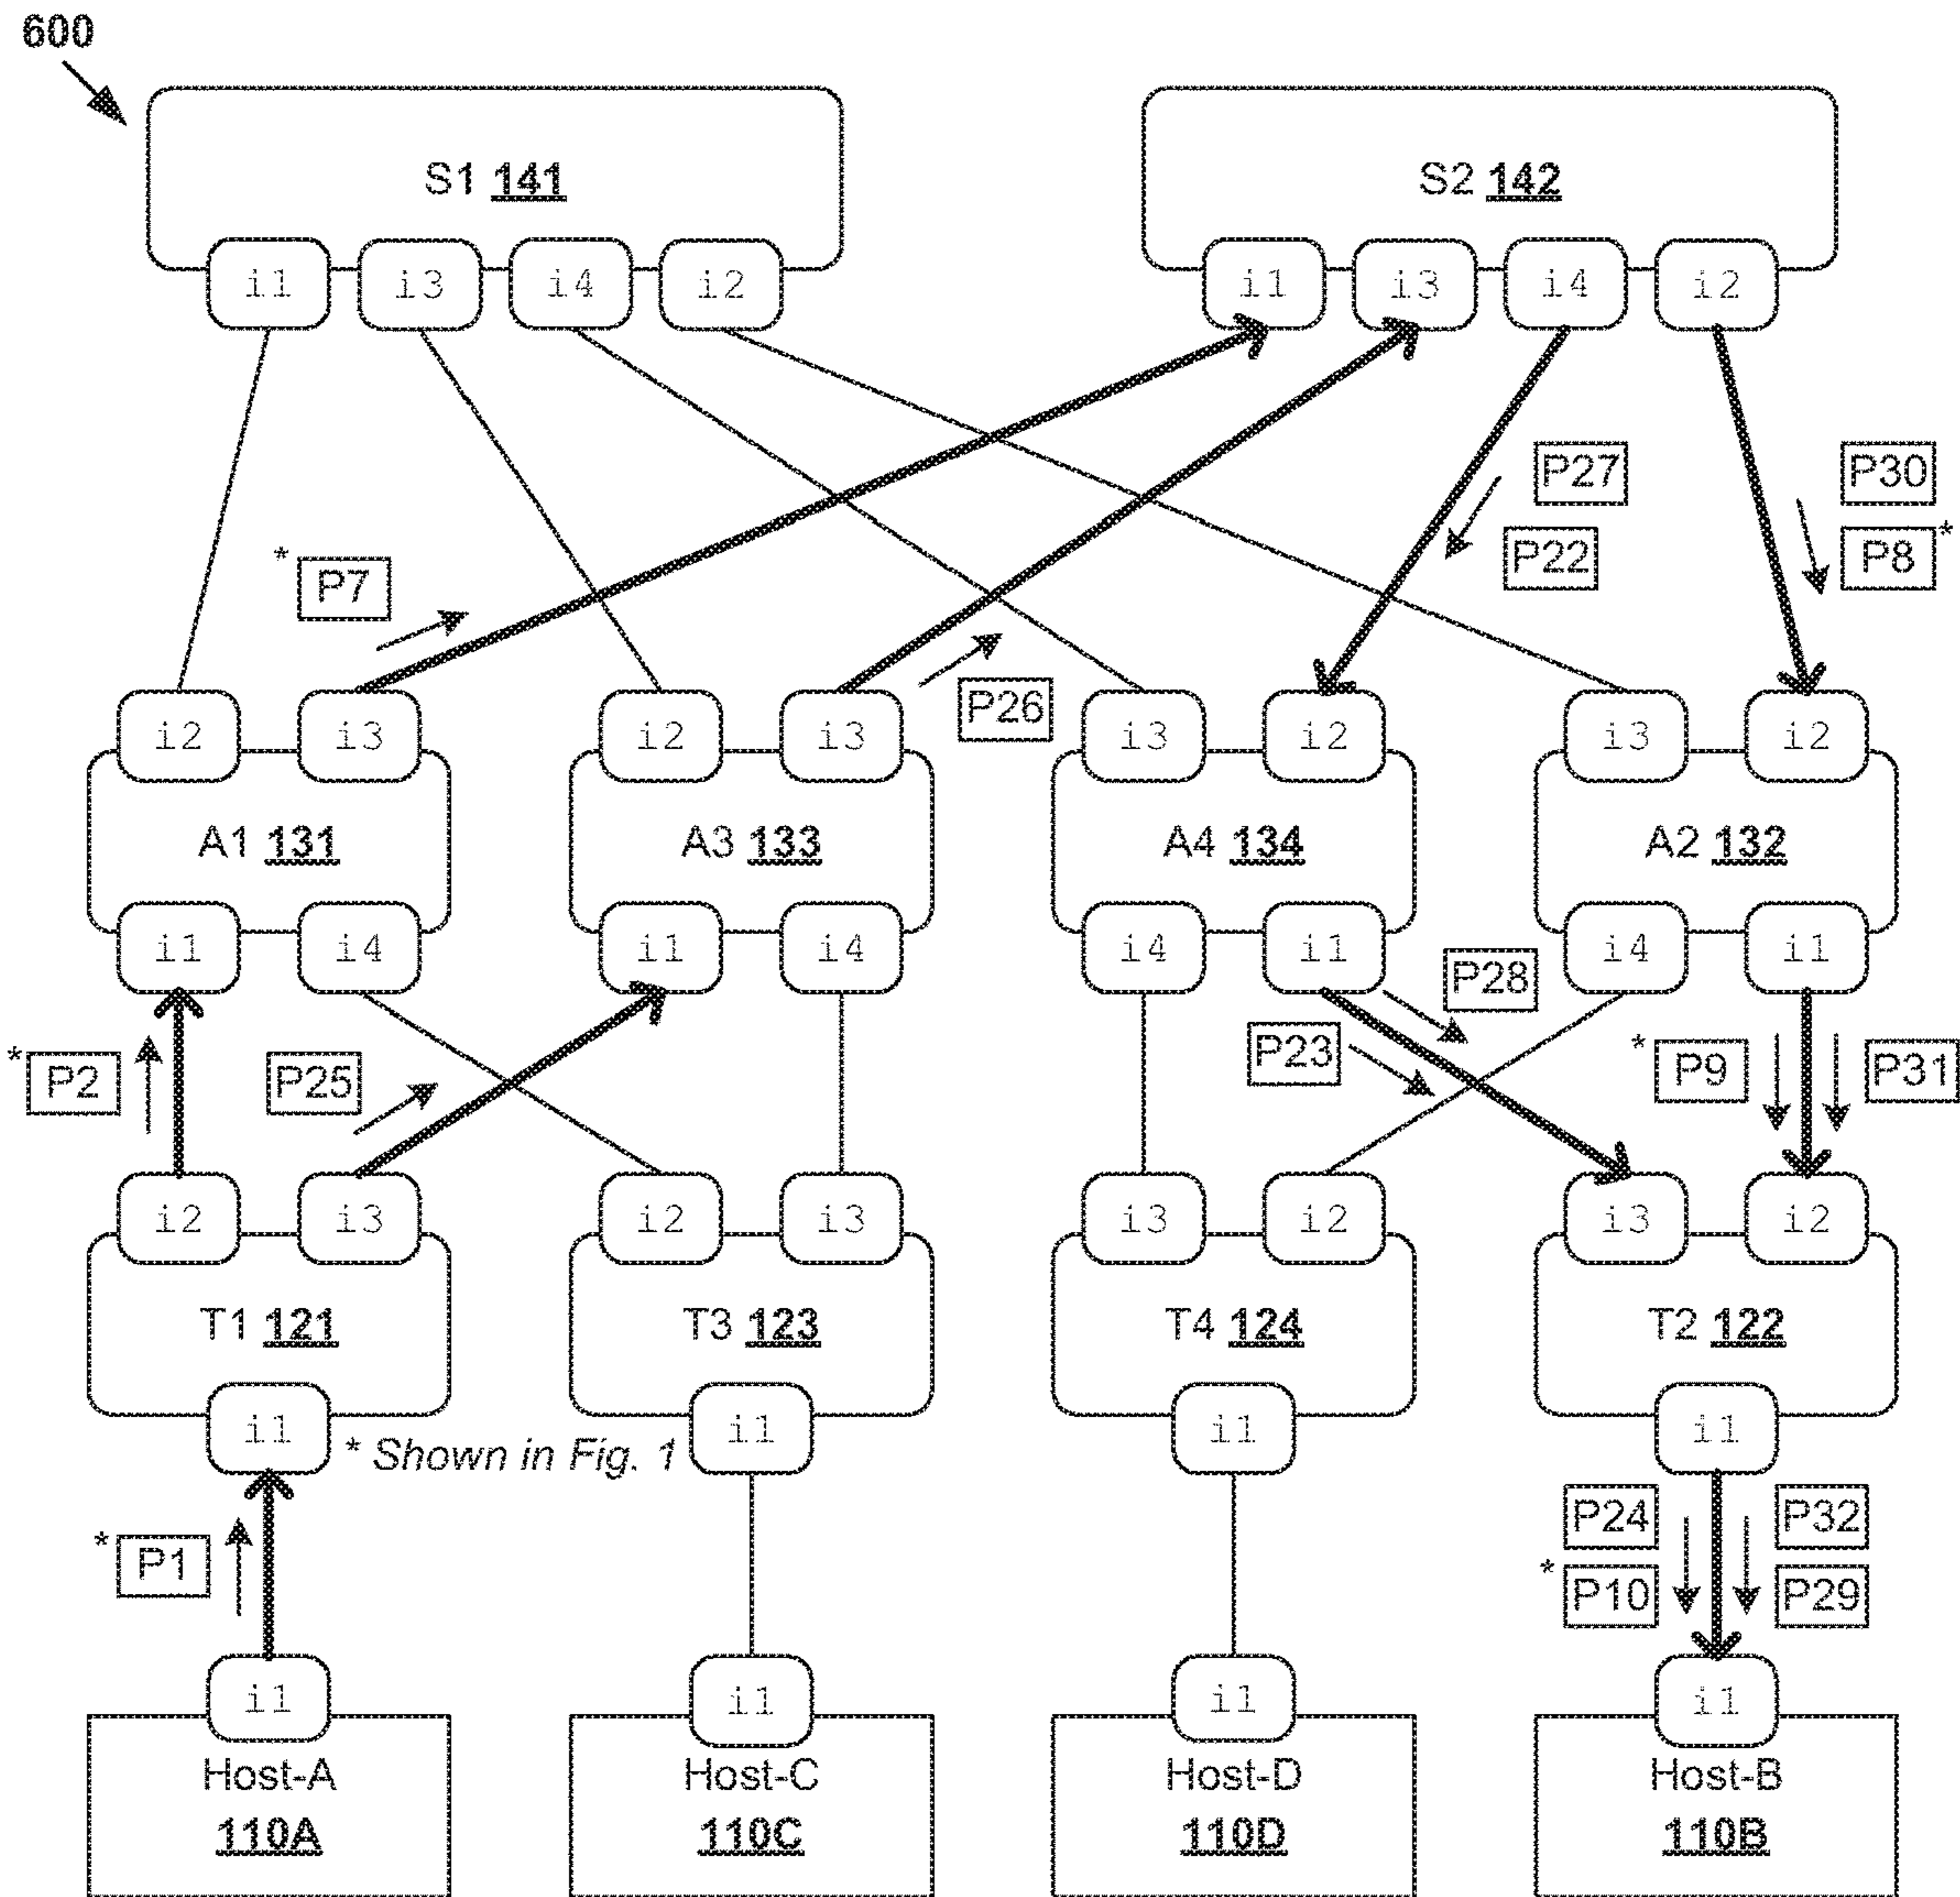 600
S1 141
S2 142
i1 i3 i4 i2
i1 i3 i4 i2
P27
P30
P22
P8*
* P7
P26
i2 i3
i2 i3
i3 i2
i3 i2
A1 131
A3 133
A4 134
A2 132
i1 i4
i1 i4
i4 i1
i4 i1
P28
P23
* P2
P25
* P9
P31
i2 i3
i2 i3
i3 i2
i3 i2
T1 121
T3 123
T4 124
T2 122
i1
i1
i1
i1
* Shown in Fig. 1
P24
P32
* P1
* P10
P29
i1
i1
i1
i1
Host-A
Host-C
Host-D
Host-B
110A
110C
110D
110B